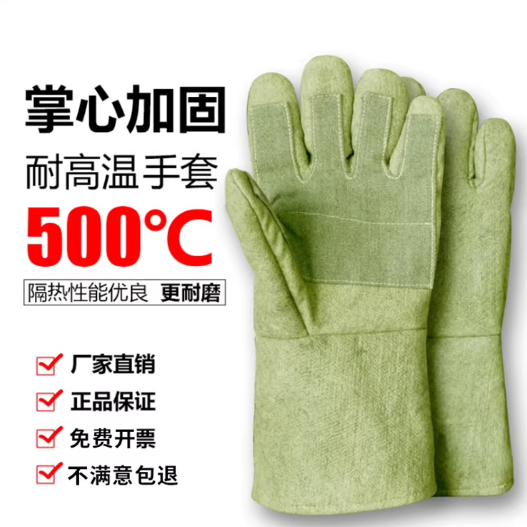 掌心加固
耐高温手套
500℃
隔热性能优良 更耐磨
厂家直销
正品保证
免费开票
不满意包退